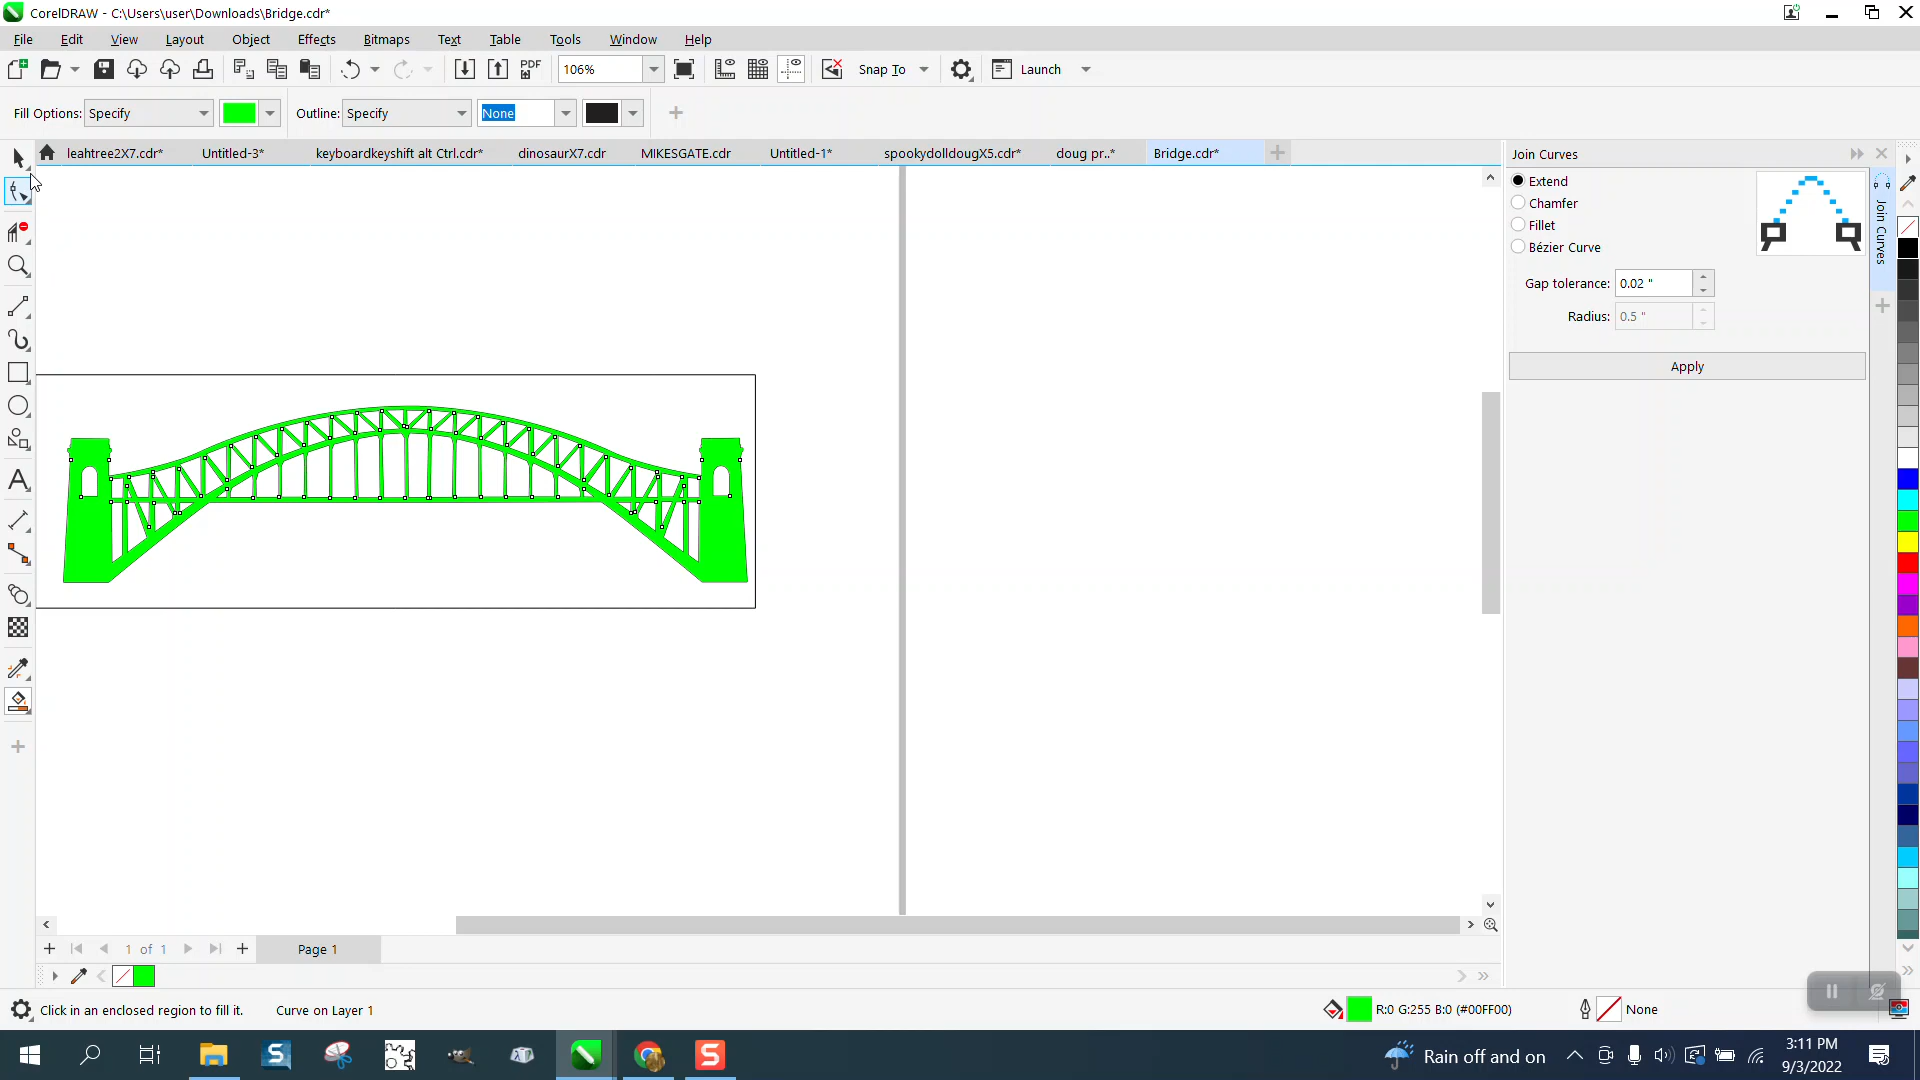 CorelDRAW - C:\Users\user\Downloads\Bridge.cdr*
File Edit View Layout Object Effects Bitmaps Text Table Tools Window Help
PDF 106% Snap To Launch
Fill Options: Specify Outline: Specify None
leahtree2X7.cdr* Untitled-3* keyboardkeyshift alt Ctrl.cdr* dinosaurX7.cdr MIKESGATE.cdr Untitled-1* spookydolldougX5.cdr* doug pr..* Bridge.cdr*
Join Curves
Extend
Chamfer
Fillet
Bézier Curve
Gap tolerance: 0.02 "
Radius: 0.5 "
Apply
Join Curves
1 of 1 Page 1
Click in an enclosed region to fill it. Curve on Layer 1 R:0 G:255 B:0 (#00FF00) None
Rain off and on
3:11 PM
9/3/2022